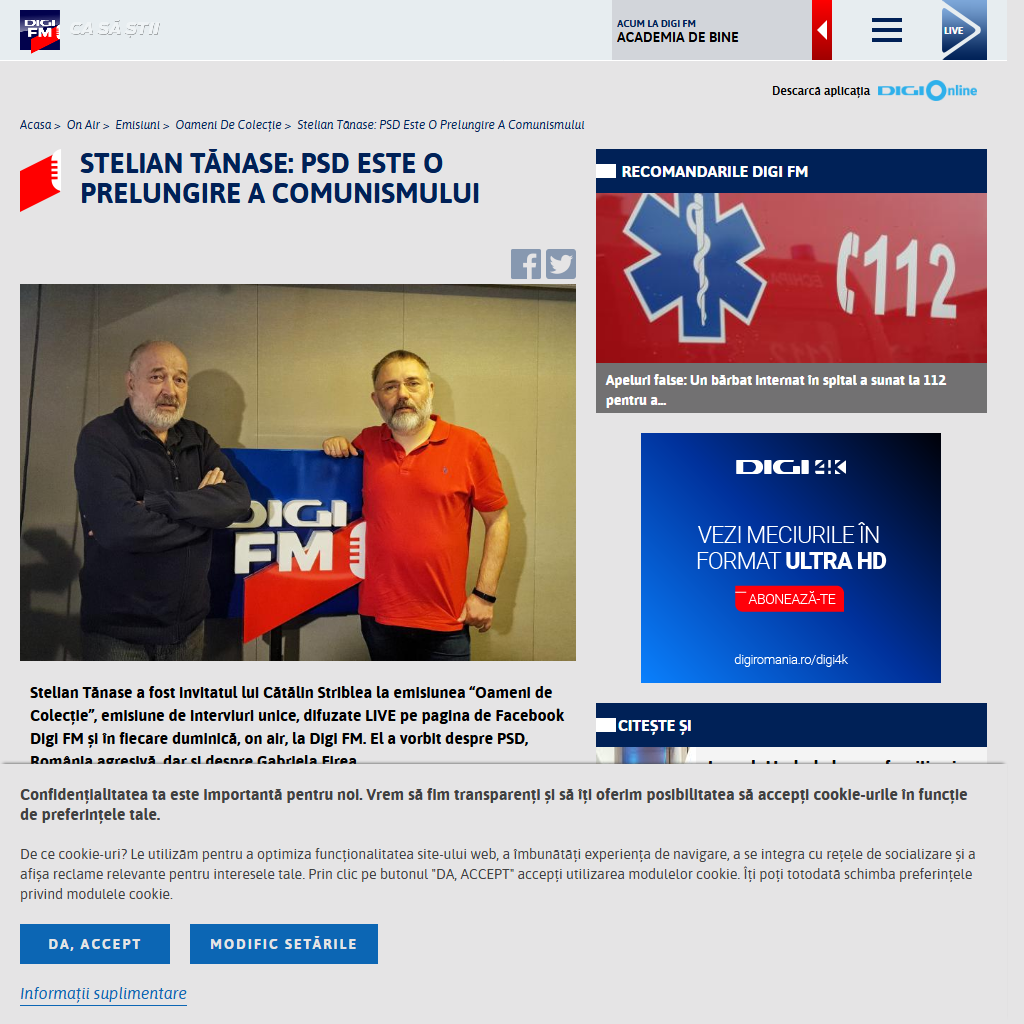 DIGI FM
CA SĂ ȘTII
ACUM LA DIGI FM
ACADEMIA DE BINE
LIVE
Descarcă aplicația DIGI Online
Acasa > On Air > Emisiuni > Oameni De Colecție > Stelian Tănase: PSD Este O Prelungire A Comunismului
STELIAN TĂNASE: PSD ESTE O
PRELUNGIRE A COMUNISMULUI
DIGI
FM
Stelian Tănase a fost invitatul lui Cătălin Striblea la emisiunea “Oameni de
Colecție”, emisiune de interviuri unice, difuzate LIVE pe pagina de Facebook
Digi FM și în fiecare duminică, on air, la Digi FM. El a vorbit despre PSD,
România agresivă, dar și despre Gabriela Firea.
RECOMANDARILE DIGI FM
112
Apeluri false: Un bărbat internat în spital a sunat la 112
pentru a...
DIGI 4K
VEZI MECIURILE ÎN
FORMAT ULTRA HD
ABONEAZĂ-TE
digiromania.ro/digi4k
CITEȘTE ȘI
Confidențialitatea ta este importantă pentru noi. Vrem să fim transparenți și să îți oferim posibilitatea să accepți cookie-urile în funcție
de preferințele tale.
De ce cookie-uri? Le utilizăm pentru a optimiza funcționalitatea site-ului web, a îmbunătăți experiența de navigare, a se integra cu rețele de socializare și a
afișa reclame relevante pentru interesele tale. Prin clic pe butonul "DA, ACCEPT" accepți utilizarea modulelor cookie. Îți poți totodată schimba preferințele
privind modulele cookie.
DA, ACCEPT
MODIFIC SETĂRILE
Informații suplimentare